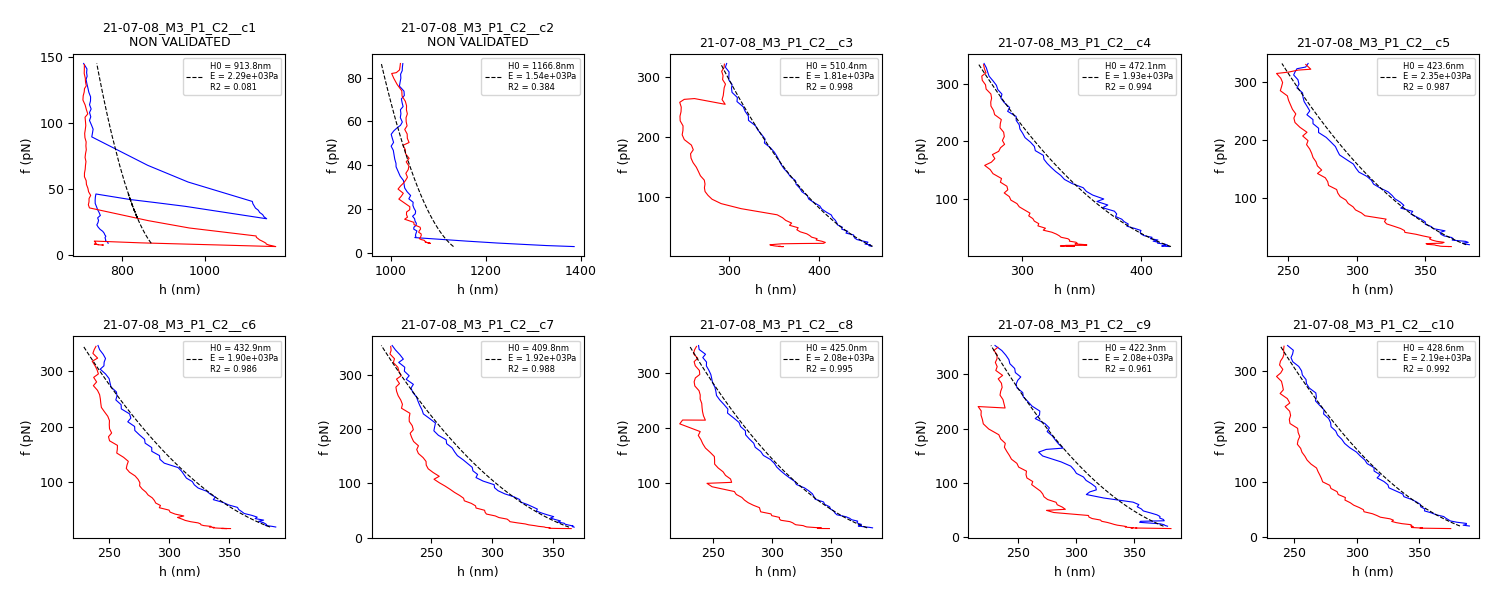 21-07-08_M3_P1_C2__c1
NON VALIDATED
H0 = 913.8nm
E = 2.29e+03Pa
R2 = 0.081
f (pN)
150
100
50
0
800
1000
h (nm)
21-07-08_M3_P1_C2__c2
NON VALIDATED
H0 = 1166.8nm
E = 1.54e+03Pa
R2 = 0.384
f (pN)
80
60
40
20
0
1000
1200
1400
h (nm)
21-07-08_M3_P1_C2__c3
H0 = 510.4nm
E = 1.81e+03Pa
R2 = 0.998
f (pN)
300
200
100
300
400
h (nm)
21-07-08_M3_P1_C2__c4
H0 = 472.1nm
E = 1.93e+03Pa
R2 = 0.994
f (pN)
300
200
100
300
400
h (nm)
21-07-08_M3_P1_C2__c5
H0 = 423.6nm
E = 2.35e+03Pa
R2 = 0.987
f (pN)
300
200
100
250
300
350
h (nm)
21-07-08_M3_P1_C2__c6
H0 = 432.9nm
E = 1.90e+03Pa
R2 = 0.986
f (pN)
300
200
100
250
300
350
h (nm)
21-07-08_M3_P1_C2__c7
H0 = 409.8nm
E = 1.92e+03Pa
R2 = 0.988
f (pN)
300
200
100
0
250
300
350
h (nm)
21-07-08_M3_P1_C2__c8
H0 = 425.0nm
E = 2.08e+03Pa
R2 = 0.995
f (pN)
300
200
100
250
300
350
h (nm)
21-07-08_M3_P1_C2__c9
H0 = 422.3nm
E = 2.08e+03Pa
R2 = 0.961
f (pN)
300
200
100
0
250
300
350
h (nm)
21-07-08_M3_P1_C2__c10
H0 = 428.6nm
E = 2.19e+03Pa
R2 = 0.992
f (pN)
300
200
100
0
250
300
350
h (nm)